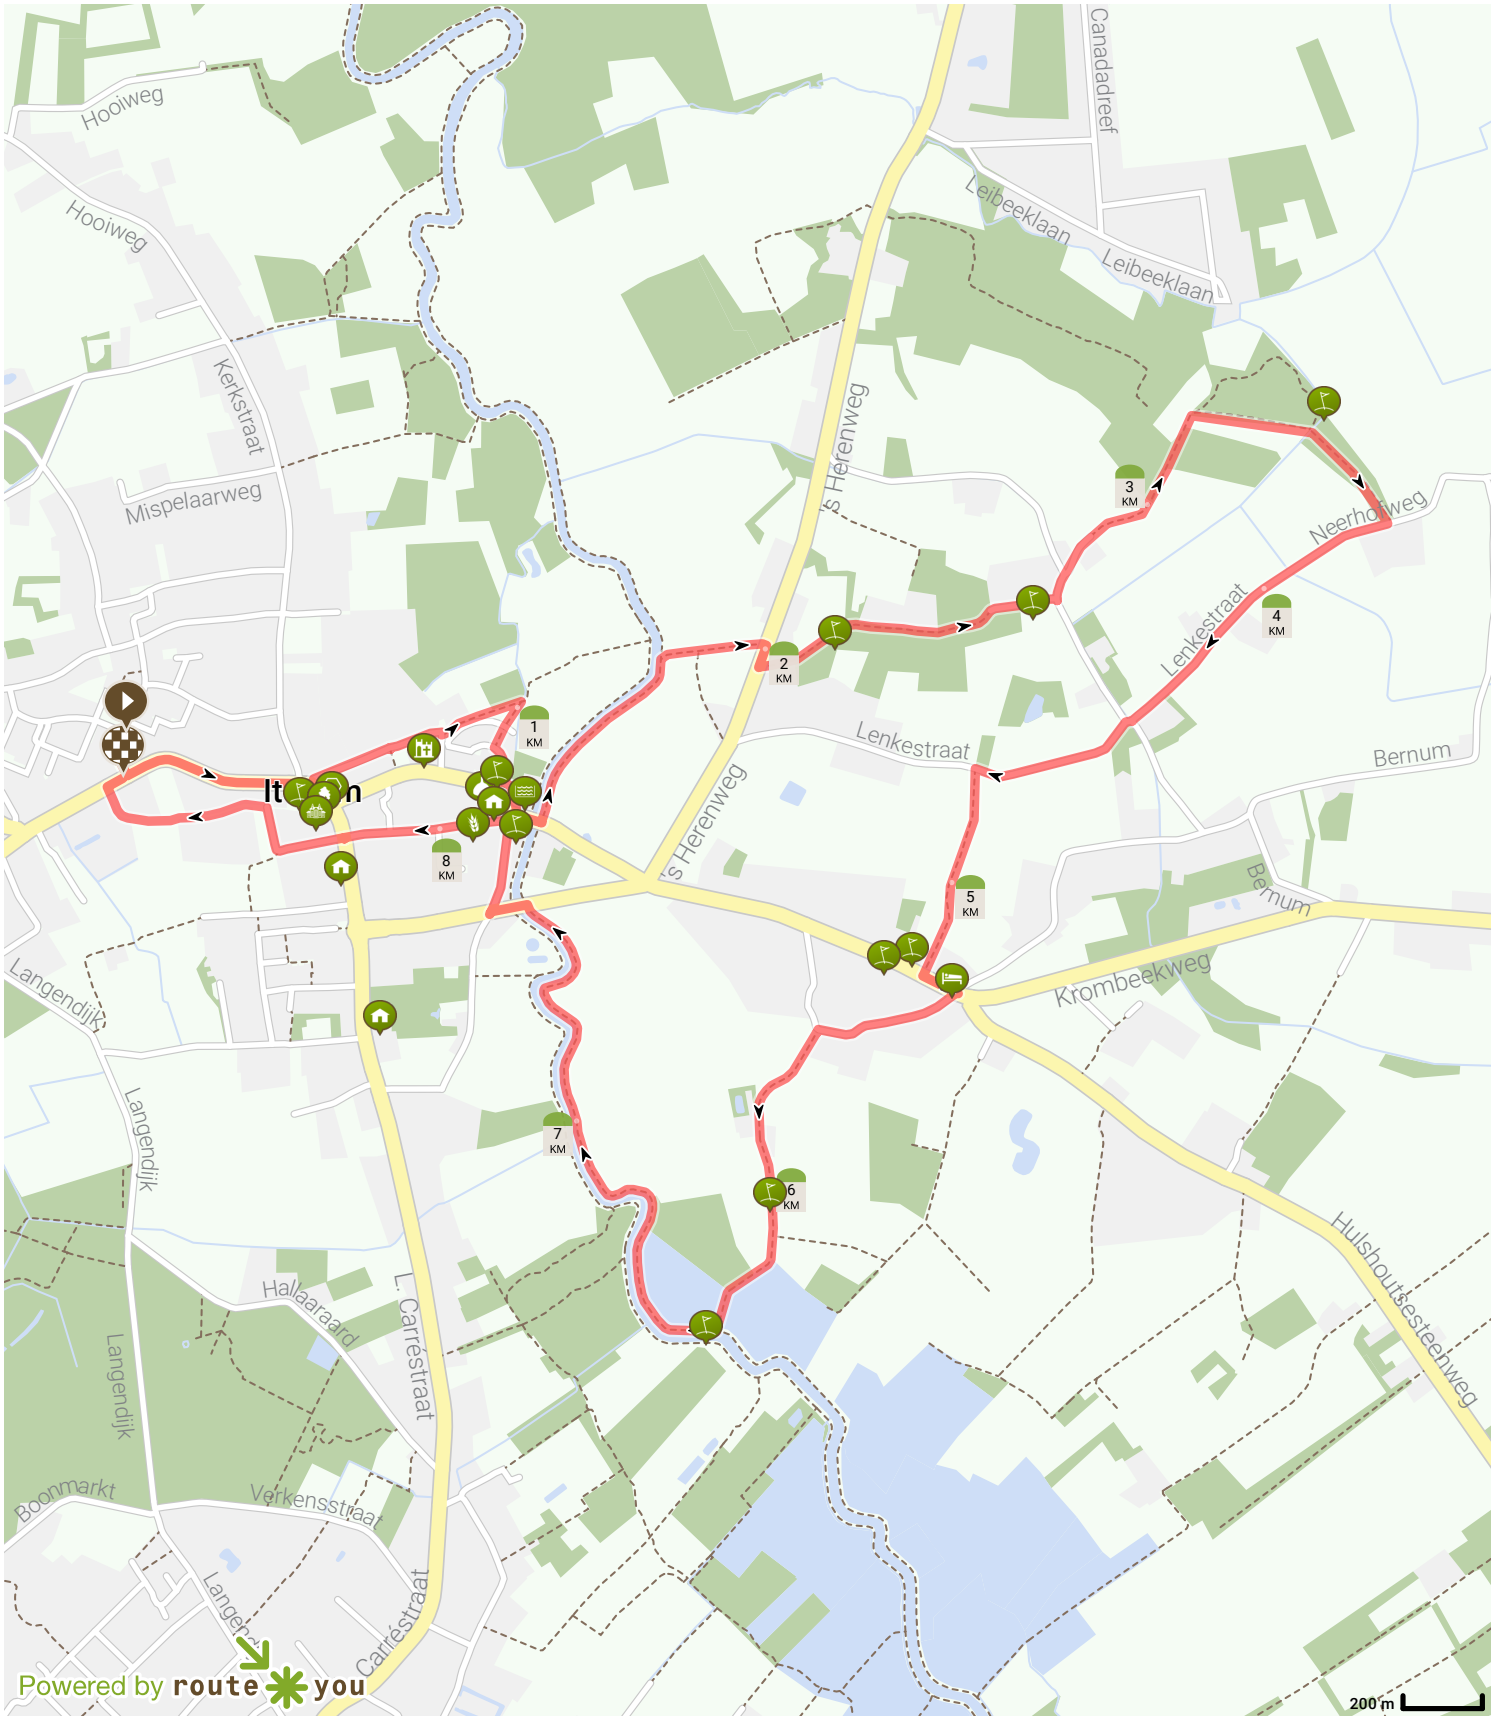 Canadadreef
Hooiweg
Hooiweg
Leibeeklaan
Leibeeklaan
Kerkstraat
's Herenweg
Mispelaarweg
3
KM
Neerhofweg
4
KM
Lenkestraat
2
KM
1
KM
Lenkestraat
Bernum
's Herenweg
8
KM
5
KM
Bernum
Krombeekweg
Langendijk
Langendijk
7
KM
6
KM
Hulshoutsesteenweg
Hallaaraard
L. Carréstraat
Langendijk
Boonmarkt
Verkensstraat
Carréstraat
Powered by route you
200 m